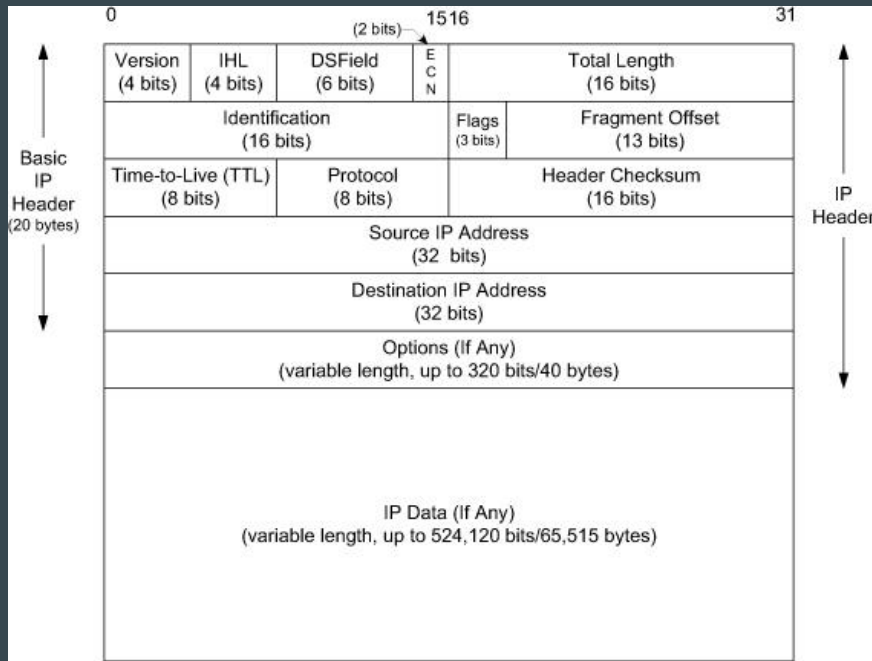 0 15 16 31
(2 bits)
Version IHL DSField E C N Total Length
(4 bits) (4 bits) (6 bits) (16 bits)
Identification Flags Fragment Offset
(16 bits) (3 bits) (13 bits)
Basic
IP
Header
(20 bytes)
Time-to-Live (TTL) Protocol Header Checksum
(8 bits) (8 bits) (16 bits)
IP
Header
Source IP Address
(32 bits)
Destination IP Address
(32 bits)
Options (If Any)
(variable length, up to 320 bits/40 bytes)
IP Data (If Any)
(variable length, up to 524,120 bits/65,515 bytes)